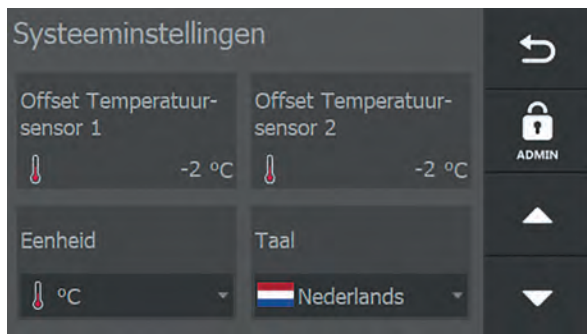 Systeeminstellingen
Offset Temperatuur-
sensor 1
-2 °C
Offset Temperatuur-
sensor 2
-2 °C
Eenheid
°C
Taal
Nederlands
ADMIN